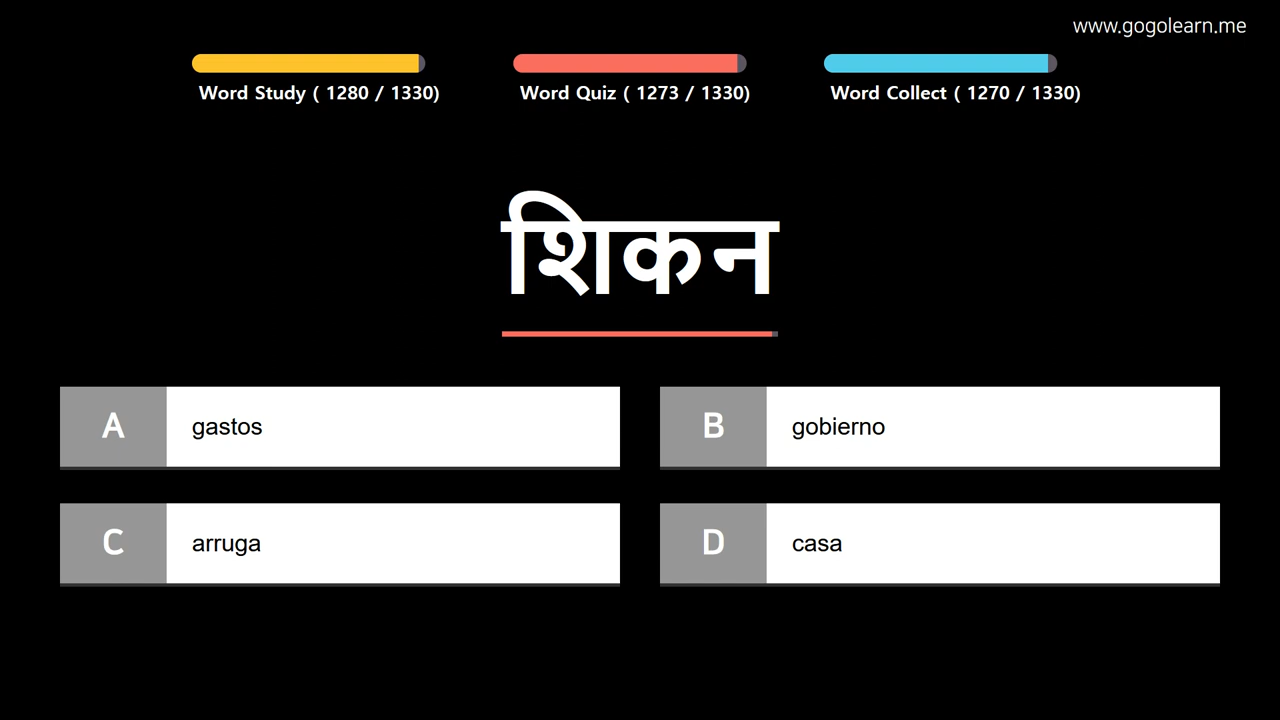 www.gogolearn.me
Word Study ( 1280 / 1330)
Word Quiz ( 1273 / 1330)
Word Collect ( 1270 / 1330)
शिकन
A gastos
B gobierno
C arruga
D casa